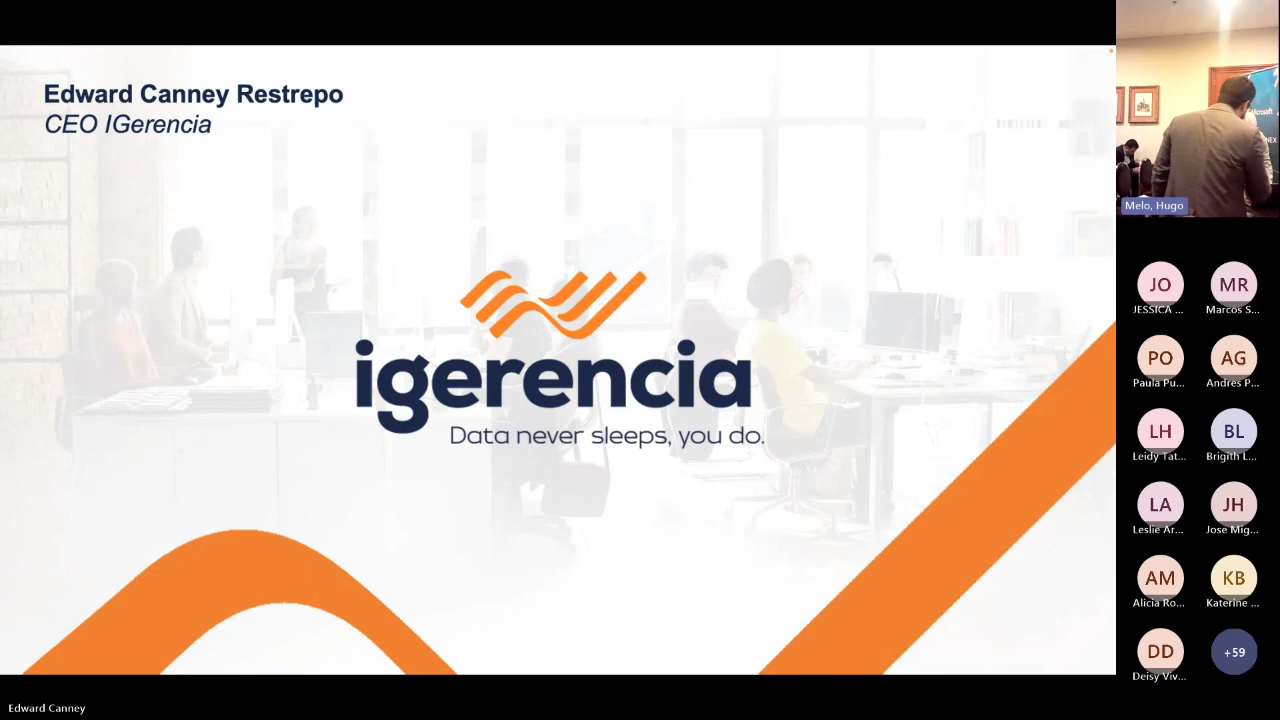 Edward Canney Restrepo
CEO IGerencia
igerencia
Data never sleeps, you do.
Edward Canney
Microsoft
Melo, Hugo
JO
JESSICA ...
MR
Marcos S...
PO
Paula Pu...
AG
Andres P...
LH
Leidy Tat...
BL
Brigith L...
LA
Leslie Ar...
JH
Jose Mig...
AM
Alicia Ro...
KB
Katerine ...
DD
Deisy Viv...
+59